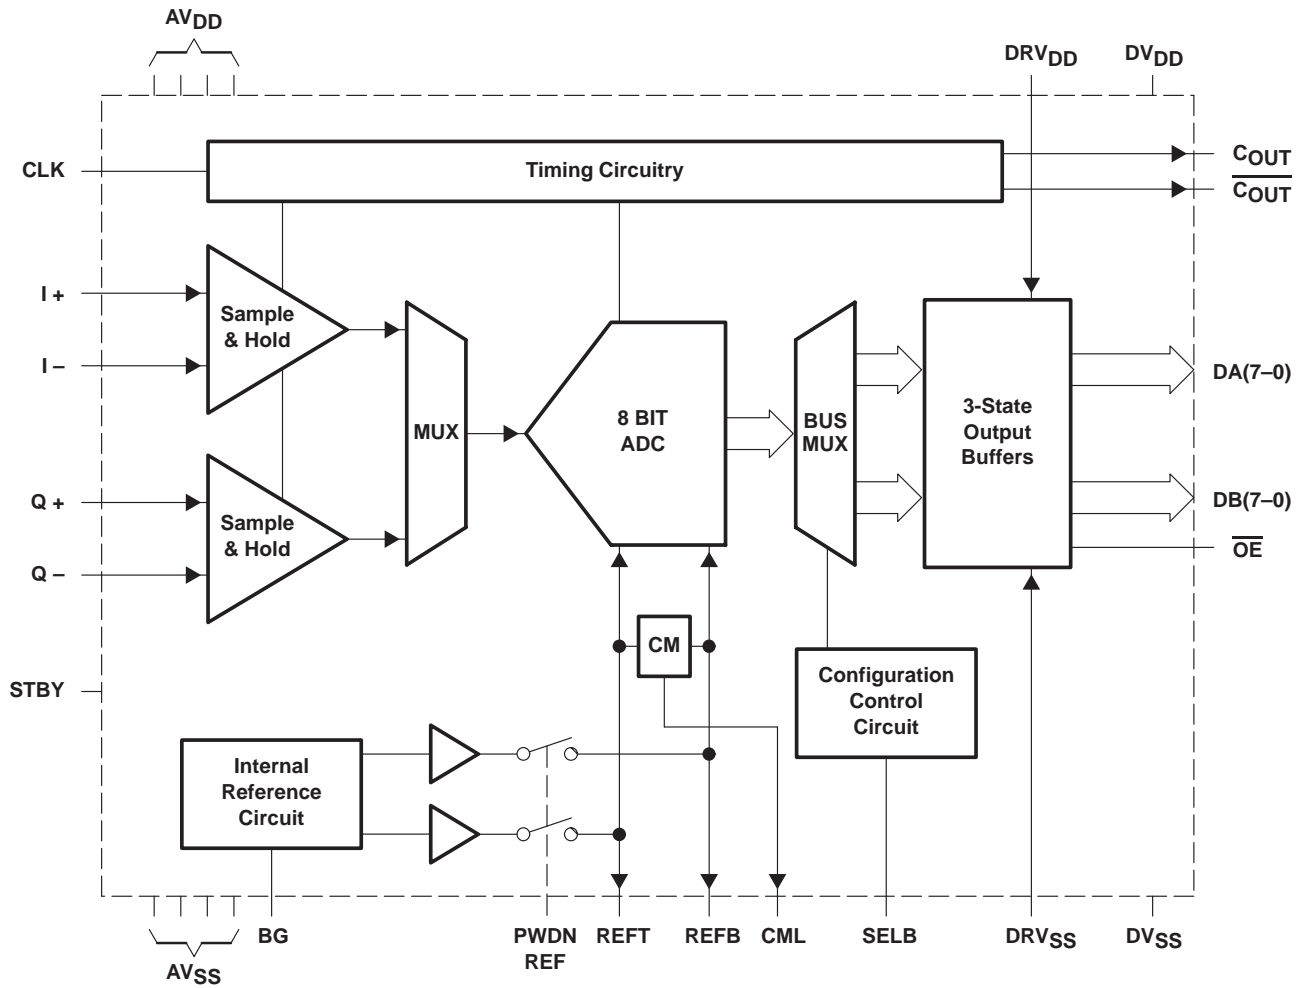 AVDD
DRVDD
DVDD
CLK
Timing Circuitry
COUT
COUT
I +
I –
Sample
& Hold
Q +
Q –
Sample
& Hold
MUX
8 BIT
ADC
BUS
MUX
3-State
Output
Buffers
DA(7–0)
DB(7–0)
OE
CM
STBY
Configuration
Control
Circuit
Internal
Reference
Circuit
AVSS
BG
PWDN
REF
REFT
REFB
CML
SELB
DRVSS
DVSS